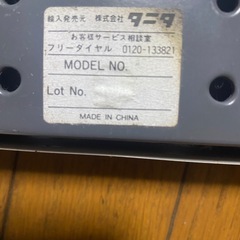 輸入発売元 株式会社 タニタ
お客様サービス相談室
フリーダイヤル 0120-133821
MODEL NO.
Lot No.
MADE IN CHINA